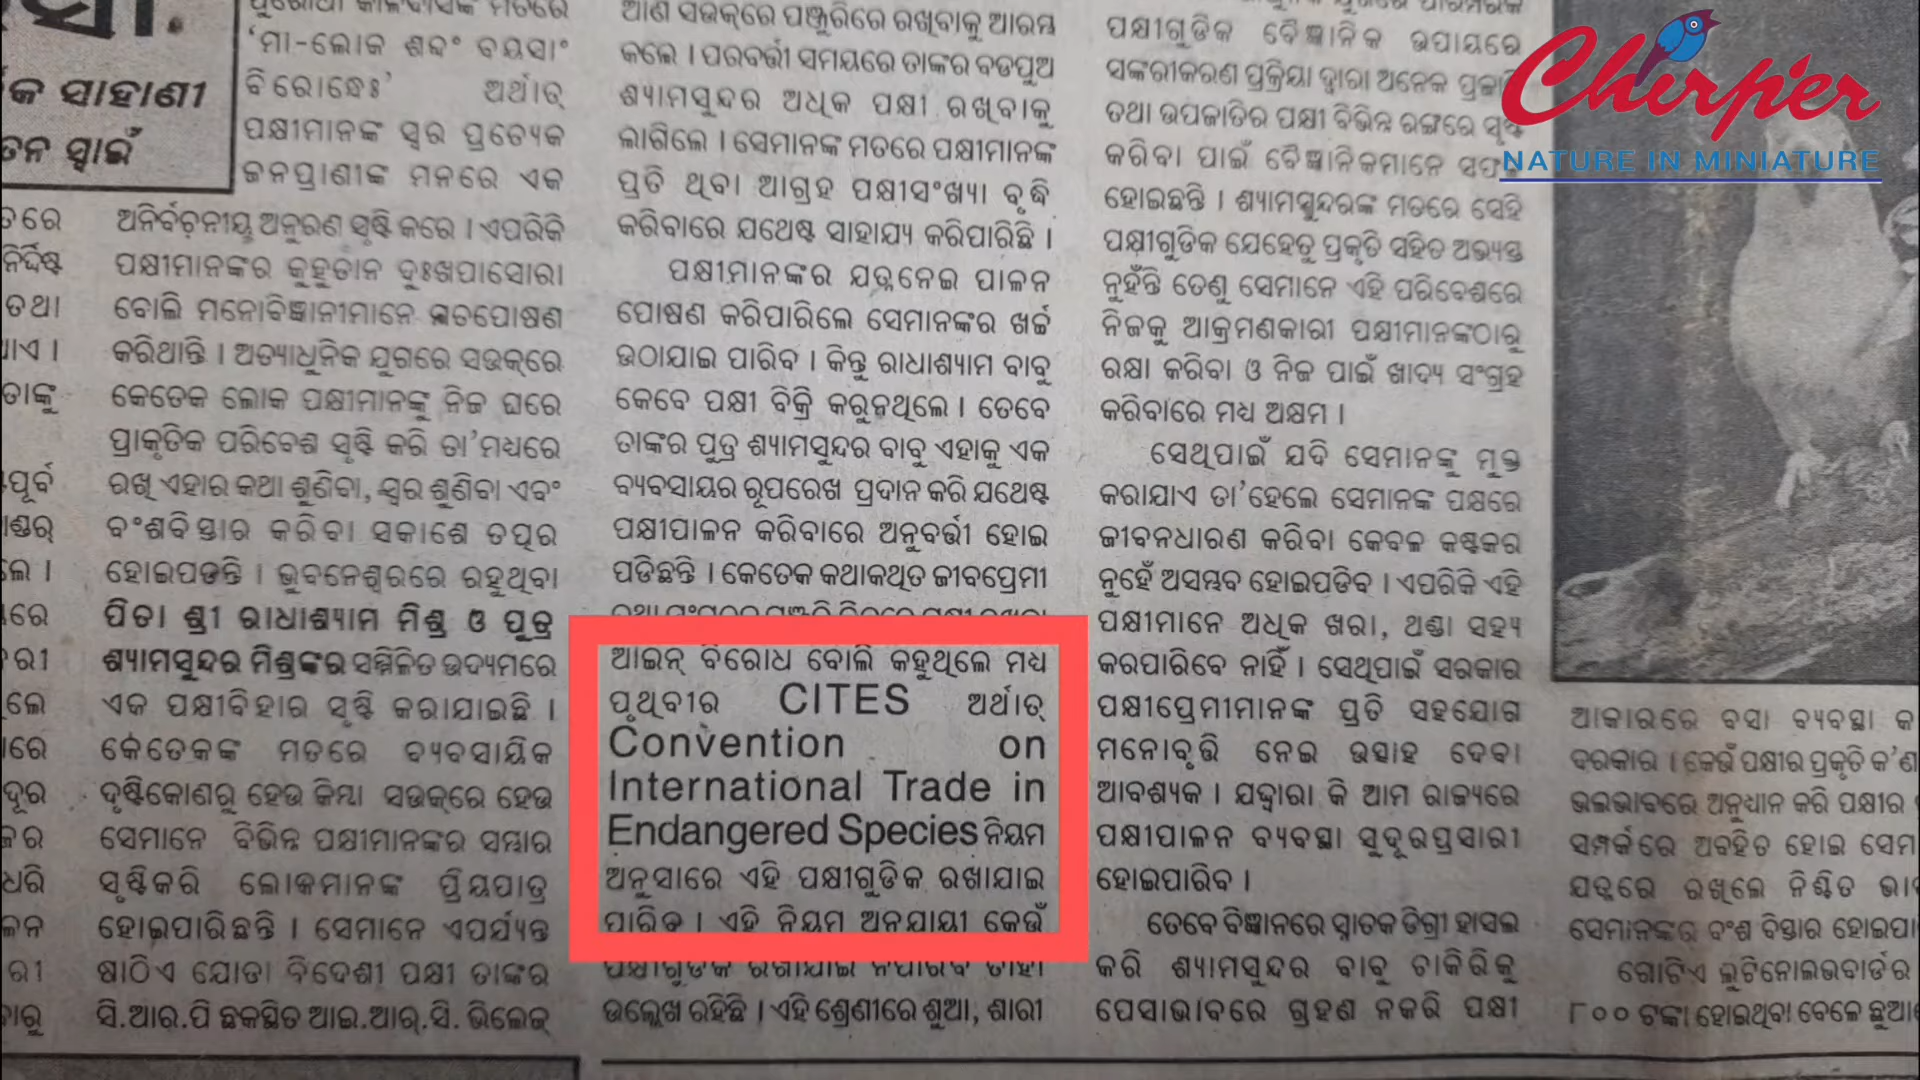 କ ସାହାଣୀ
ତନ ସ୍ୱାଇଁ
‘ମା-ଲୋକ ଶବ୍ଦଂ ବୟସାଂ
ବିରୋନ୍ଧେଃ’ ଅର୍ଥାତ୍
ପକ୍ଷୀମାନଙ୍କ ସ୍ୱର ପ୍ରତ୍ୟେକ
ଜନପ୍ରାଣୀଙ୍କ ମନରେ ଏକ
ଅନିର୍ବଚନୀୟ ଅନୁରଣ ସୃଷ୍ଟି କରେ । ଏପରିକି
ପକ୍ଷୀମାନଙ୍କର କୁହୁତାନ ଦୁଃଖପାସୋରା
ବୋଲି ମନୋବିଜ୍ଞାନୀମାନେ ମତପୋଷଣ
କରିଥାନ୍ତି । ଅତ୍ୟାଧୁନିକ ଯୁଗରେ ସଉକ୍‌ରେ
କେତେକ ଲୋକ ପକ୍ଷୀମାନଙ୍କୁ ନିଜ ଘରେ
ପ୍ରାକୃତିକ ପରିବେଶ ସୃଷ୍ଟି କରି ତା’ମଧ୍ୟରେ
ରଖି ଏହାର କଥା ଶୁଣିବା, ସ୍ୱର ଶୁଣିବା ଏବଂ
ବଂଶବିସ୍ତାର କରିବା ସକାଶେ ତତ୍ପର
ହୋଇପଡନ୍ତି । ଭୁବନେଶ୍ୱରରେ ରହୁଥିବା
ପିତା ଶ୍ରୀ ରାଧାଶ୍ୟାମ ମିଶ୍ର ଓ ପୁତ୍ର
ଶ୍ୟାମସୁନ୍ଦର ମିଶ୍ରଙ୍କର ସମ୍ମିଳିତ ଉଦ୍ୟମରେ
ଏକ ପକ୍ଷୀବିହାର ସୃଷ୍ଟି କରାଯାଇଛି ।
କେତେକଙ୍କ ମତରେ ବ୍ୟବସାୟିକ
ଦୃଷ୍ଟିକୋଣରୁ ହେଉ କିମ୍ବା ସଉକ୍‌ରେ ହେଉ
ସେମାନେ ବିଭିନ୍ନ ପକ୍ଷୀମାନଙ୍କର ସମ୍ଭାର
ସୃଷ୍ଟିକରି ଲୋକମାନଙ୍କ ପ୍ରିୟପାତ୍ର
ହୋଇପାରିଛନ୍ତି । ସେମାନେ ଏପର୍ଯ୍ୟନ୍ତ
ଷାଠିଏ ଯୋଡା ବିଦେଶୀ ପକ୍ଷୀ ତାଙ୍କର
ସି.ଆର.ପି ଛକସ୍ଥିତ ଆଇ.ଆର୍.ସି. ଭିଲେଜ୍
ଆଣି ସଉକ୍‌ରେ ପଞ୍ଜୁରିରେ ରଖିବାକୁ ଆରମ୍ଭ
କଲେ । ପରବର୍ତ୍ତୀ ସମୟରେ ତାଙ୍କର ବଡପୁଅ
ଶ୍ୟାମସୁନ୍ଦର ଅଧିକ ପକ୍ଷୀ ରଖିବାକୁ
ଲାଗିଲେ । ସେମାନଙ୍କ ମତରେ ପକ୍ଷୀମାନଙ୍କ
ପ୍ରତି ଥିବା ଆଗ୍ରହ ପକ୍ଷୀସଂଖ୍ୟା ବୃଦ୍ଧି
କରିବାରେ ଯଥେଷ୍ଟ ସାହାଯ୍ୟ କରିପାରିଛି ।
ପକ୍ଷୀମାନଙ୍କର ଯତ୍ନନେଇ ପାଳନ
ପୋଷଣ କରିପାରିଲେ ସେମାନଙ୍କର ଖର୍ଚ୍ଚ
ଉଠାଯାଇ ପାରିବ । କିନ୍ତୁ ରାଧାଶ୍ୟାମ ବାବୁ
କେବେ ପକ୍ଷୀ ବିକ୍ରି କରୁନଥିଲେ । ତେବେ
ତାଙ୍କର ପୁତ୍ର ଶ୍ୟାମସୁନ୍ଦର ବାବୁ ଏହାକୁ ଏକ
ବ୍ୟବସାୟର ରୂପରେଖ ପ୍ରଦାନ କରି ଯଥେଷ୍ଟ
ପକ୍ଷୀପାଳନ କରିବାରେ ଅନୁବର୍ତ୍ତୀ ହୋଇ
ପଡିଛନ୍ତି । କେତେକ କଥାକଥିତ ଜୀବପ୍ରେମୀ
ଆଇନ୍ ବିରୋଧ ବୋଲି କହୁଥିଲେ ମଧ୍ୟ
ପୃଥିବୀର CITES ଅର୍ଥାତ୍
Convention on
International Trade in
Endangered Species ନିୟମ
ଅନୁସାରେ ଏହି ପକ୍ଷୀଗୁଡିକ ରଖାଯାଇ
ପାରିବ । ଏହି ନିୟମ ଅନୁଯାୟୀ କେଉଁ
ପକ୍ଷୀଗୁଡିକ ରଖାଯାଇ ନପାରିବ ତାହା
ଉଲ୍ଲେଖ ରହିଛି । ଏହି ଶ୍ରେଣୀରେ ଶୁଆ, ଶାରୀ
ପକ୍ଷୀଗୁଡିକ ବୈଜ୍ଞାନିକ ଉପାୟରେ
ସଙ୍କରୀକରଣ ପ୍ରକ୍ରିୟା ଦ୍ୱାରା ଅନେକ
ତଥା ଉପଜାତିର ପକ୍ଷୀ ବିଭିନ୍ନ ରଙ୍ଗରେ ସୃଷ୍ଟି
କରିବା ପାଇଁ ବୈଜ୍ଞାନିକମାନେ
ହୋଇଛନ୍ତି । ଶ୍ୟାମସୁନ୍ଦରଙ୍କ ମତରେ ସେହି
ପକ୍ଷୀଗୁଡିକ ଯେହେତୁ ପ୍ରକୃତି ସହିତ ଅଭ୍ୟସ୍ତ
ନୁହଁନ୍ତି ତେଣୁ ସେମାନେ ଏହି ପରିବେଶରେ
ନିଜକୁ ଆକ୍ରମଣକାରୀ ପକ୍ଷୀମାନଙ୍କଠାରୁ
ରକ୍ଷା କରିବା ଓ ନିଜ ପାଇଁ ଖାଦ୍ୟ ସଂଗ୍ରହ
କରିବାରେ ମଧ୍ୟ ଅକ୍ଷମ ।
ସେଥିପାଇଁ ଯଦି ସେମାନଙ୍କୁ ମୁକ୍ତ
କରାଯାଏ ତା’ହେଲେ ସେମାନଙ୍କ ପକ୍ଷରେ
ଜୀବନଧାରଣ କରିବା କେବଳ କଷ୍ଟକର
ନୁହେଁ ଅସମ୍ଭବ ହୋଇପଡିବ । ଏପରିକି ଏହି
ପକ୍ଷୀମାନେ ଅଧିକ ଖରା, ଥଣ୍ଡା ସହ୍ୟ
କରପାରିବେ ନାହିଁ । ସେଥିପାଇଁ ସରକାର
ପକ୍ଷୀପ୍ରେମୀମାନଙ୍କ ପ୍ରତି ସହଯୋଗ
ମନୋବୃତ୍ତି ନେଇ ଉତ୍ସାହ ଦେବା
ଆବଶ୍ୟକ । ଯଦ୍ୱାରା କି ଆମ ରାଜ୍ୟରେ
ପକ୍ଷୀପାଳନ ବ୍ୟବସ୍ଥା ସୁଦୂରପ୍ରସାରୀ
ହୋଇପାରିବ ।
ତେବେ ବିଜ୍ଞାନରେ ସ୍ନାତକ ଡିଗ୍ରୀ ହାସଲ
କରି ଶ୍ୟାମସୁନ୍ଦର ବାବୁ ଚାକିରିକୁ
ପେସାଭାବରେ ଗ୍ରହଣ ନକରି ପକ୍ଷୀ
Chirper
NATURE IN MINIATURE
ଆକାରରେ ବସା ବ୍ୟବସ୍ଥା
ଦରକାର । କେଉଁ ପକ୍ଷୀର ପ୍ରକୃତି କ’ଣ
ଭଲଭାବରେ ଅନୁଧ୍ୟାନ କରି ପକ୍ଷୀର
ସମ୍ପର୍କରେ ଅବହିତ ହୋଇ
ଯତ୍ନରେ ରଖିଲେ ନିଶ୍ଚିତ
ସେମାନଙ୍କର ବଂଶ ବିସ୍ତାର
ଗୋଟିଏ ଲୁଟିନୋଲଭବାର୍ଡର
୮୦୦ ଟଙ୍କା ହୋଇଥିବା ବେଳେ